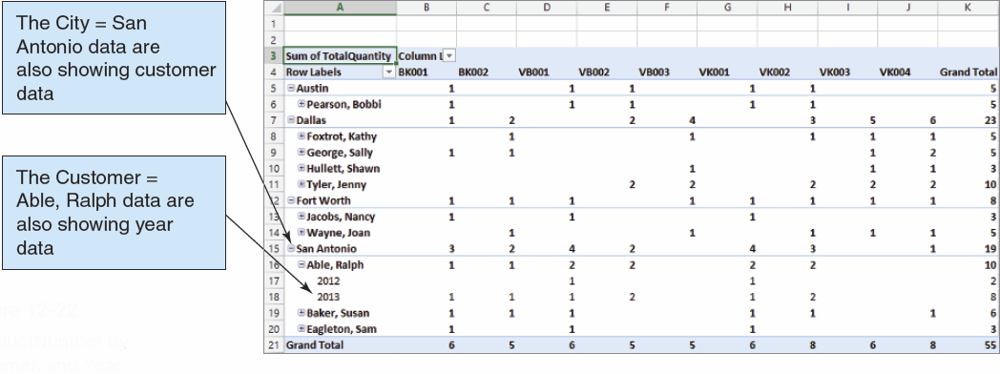 The City = San
Antonio data are
also showing customer
data
The Customer =
Able, Ralph data are
also showing year
data
A B C D E F G H I J K
1
2
3 Sum of TotalQuantity Column L
4 Row Labels BK001 BK002 VB001 VB002 VB003 VK001 VK002 VK003 VK004 Grand Total
5 Austin 1 1 1 1 1 5
6 Pearson, Bobbi 1 1 1 1 1 5
7 Dallas 1 2 2 4 3 5 6 23
8 Foxtrot, Kathy 1 1 1 1 1 5
9 George, Sally 1 1 1 2 5
10 Hullett, Shawn 1 1 1 3
11 Tyler, Jenny 2 2 2 2 2 10
12 Fort Worth 1 1 1 1 1 1 1 1 8
13 Jacobs, Nancy 1 1 1 3
14 Wayne, Joan 1 1 1 1 1 5
15 San Antonio 3 2 4 2 4 3 1 19
16 Able, Ralph 1 1 2 2 2 2 10
17 2012 1 1 2
18 2013 1 1 1 2 1 2 8
19 Baker, Susan 1 1 1 1 1 1 6
20 Eagleton, Sam 1 1 1 3
21 Grand Total 6 5 6 5 5 6 8 6 8 55